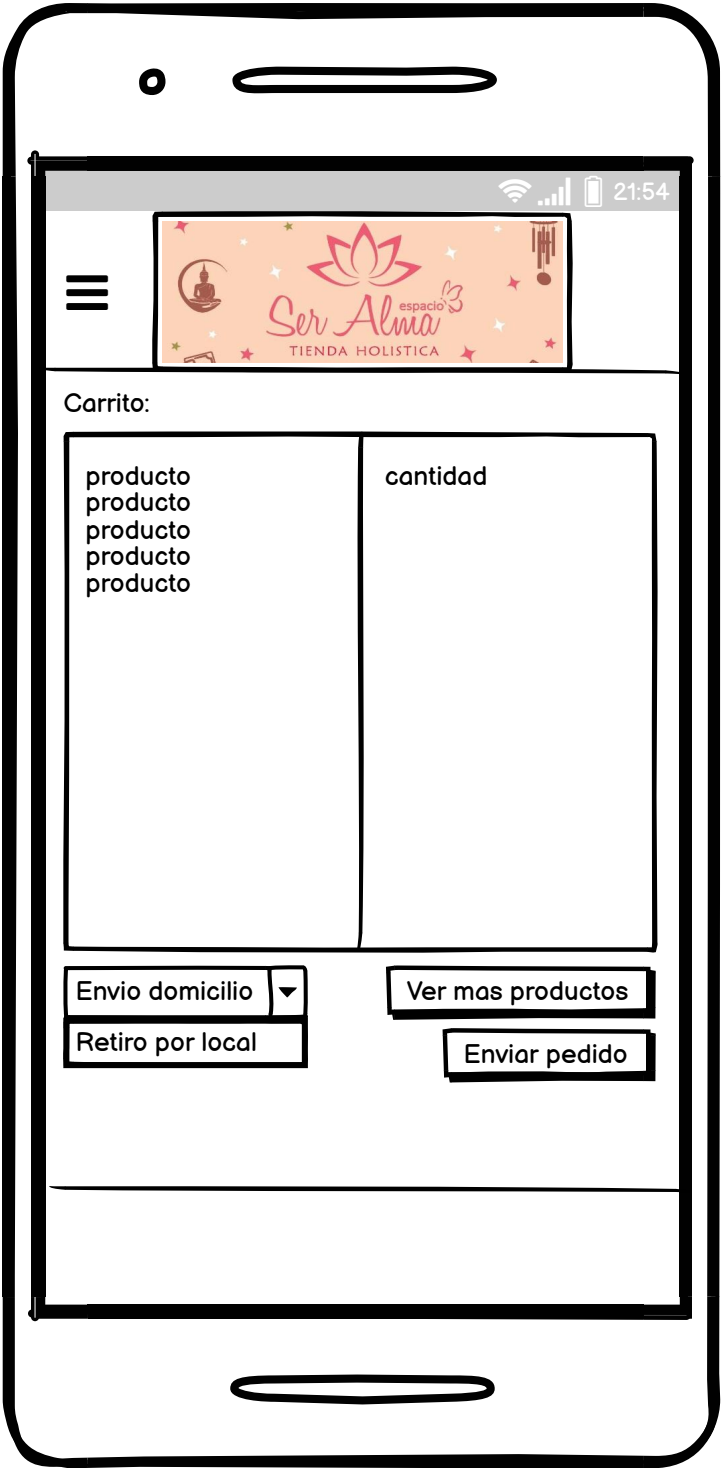 21:54
Ser Alma espacio
TIENDA HOLISTICA
Carrito:
producto cantidad
producto
producto
producto
producto
Envio domicilio Ver mas productos
Retiro por local
Enviar pedido